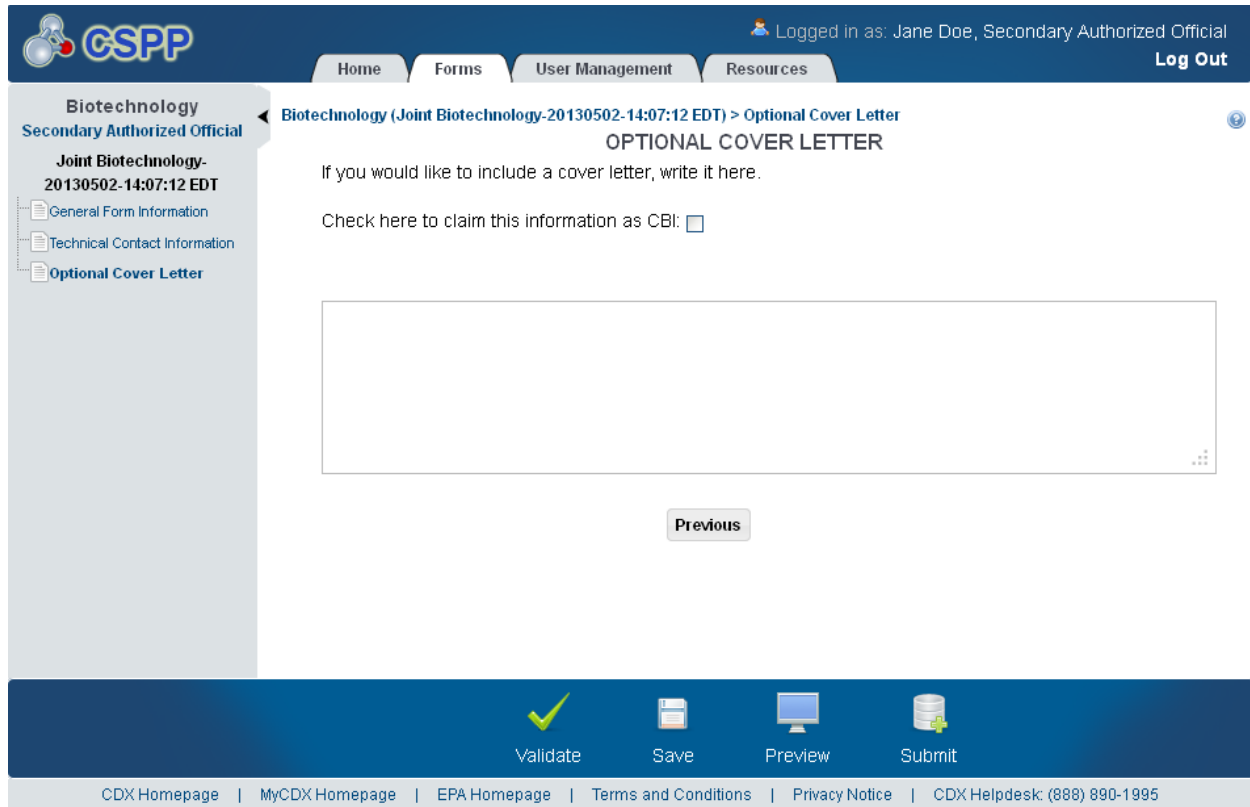 CSPP
Logged in as: Jane Doe, Secondary Authorized Official
Log Out
Home Forms User Management Resources
Biotechnology
Secondary Authorized Official
Joint Biotechnology-
20130502-14:07:12 EDT
General Form Information
Technical Contact Information
Optional Cover Letter
Biotechnology (Joint Biotechnology-20130502-14:07:12 EDT) > Optional Cover Letter
OPTIONAL COVER LETTER
If you would like to include a cover letter, write it here.
Check here to claim this information as CBI:
Previous
Validate Save Preview Submit
CDX Homepage | MyCDX Homepage | EPA Homepage | Terms and Conditions | Privacy Notice | CDX Helpdesk: (888) 890-1995